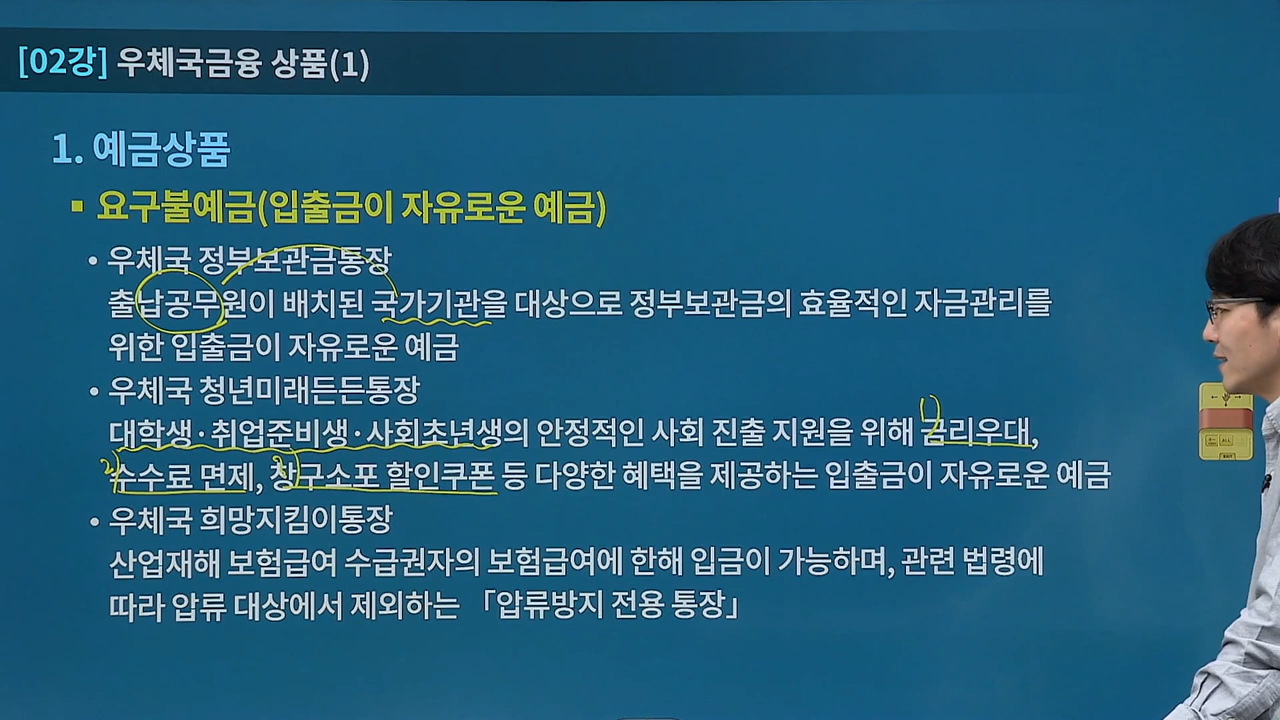 [02강] 우체국금융 상품(1)
1. 예금상품
▪ 요구불예금(입출금이 자유로운 예금)
• 우체국 정부보관금통장
출납공무원이 배치된 국가기관을 대상으로 정부보관금의 효율적인 자금관리를
위한 입출금이 자유로운 예금
• 우체국 청년미래든든통장
대학생·취업준비생·사회초년생의 안정적인 사회 진출 지원을 위해 금리우대,
수수료 면제, 창구소포 할인쿠폰 등 다양한 혜택을 제공하는 입출금이 자유로운 예금
• 우체국 희망지킴이통장
산업재해 보험급여 수급권자의 보험급여에 한해 입금이 가능하며, 관련 법령에
따라 압류 대상에서 제외하는 「압류방지 전용 통장」